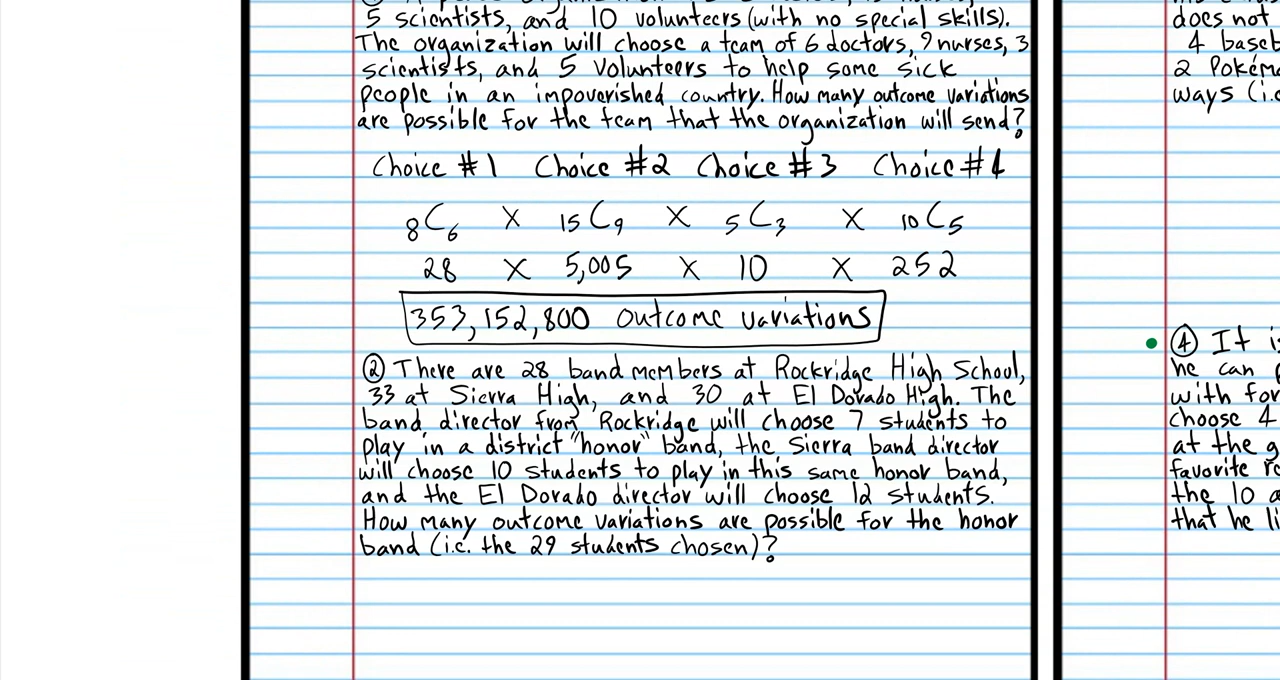 5 scientists, and 10 volunteers (with no special skills).
The organization will choose a team of 6 doctors, 9 nurses, 3
scientists, and 5 volunteers to help some sick
people in an impoverished country. How many outcome variations
are possible for the team that the organization will send?
Choice #1 Choice #2 Choice #3 Choice #4
8C6 X 15C9 X 5C3 X 10C5
28 X 5,005 X 10 X 252
353,152,800 outcome variations
② There are 28 band members at Rockridge High School,
33 at Sierra High, and 30 at El Dorado High. The
band director from Rockridge will choose 7 students to
play in a district "honor" band, the Sierra band director
will choose 10 students to play in this same honor band,
and the El Dorado director will choose 12 students.
How many outcome variations are possible for the honor
band (i.e. the 29 students chosen)?
does not
4 baseb
2 Pokém
ways (i.e
④ It is
he can
with for
choose 4
at the g
favorite re
the 10 a
that he li